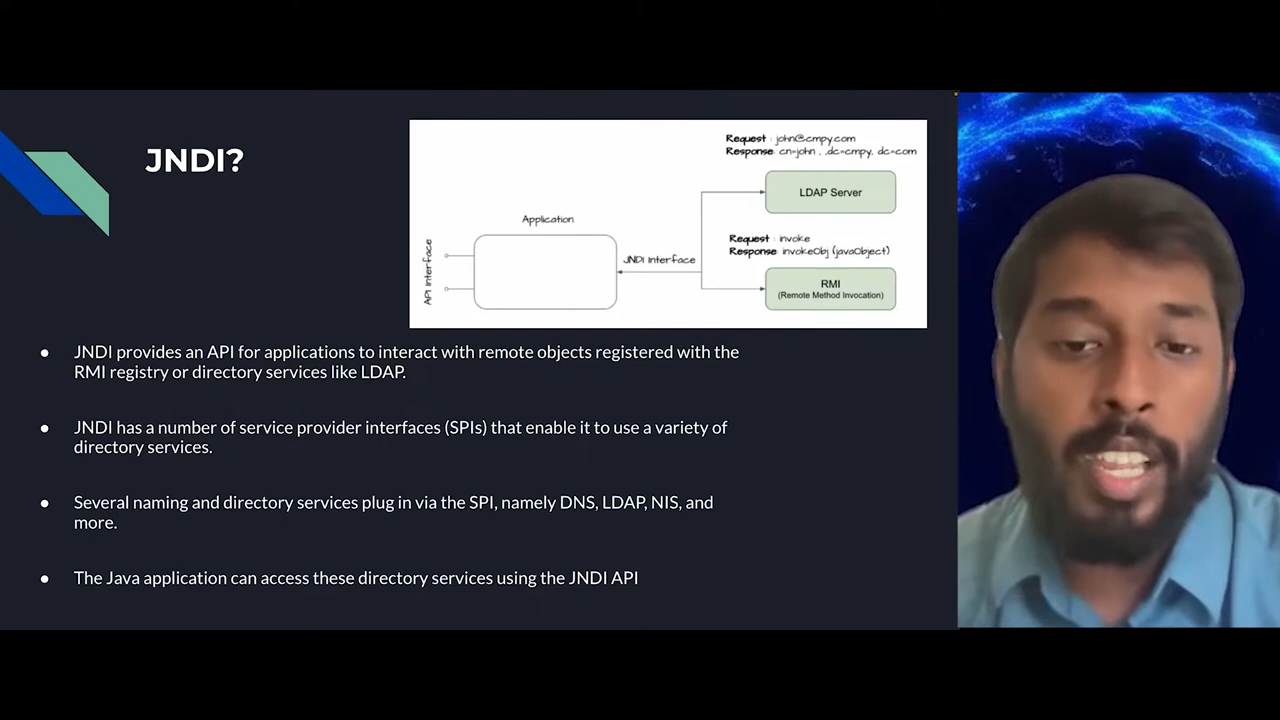 JNDI?
Request : john@cmpy.com
Response: cn=john , ,dc=cmpy, dc=com
LDAP Server
Application
API Interface
JNDI Interface
Request : invoke
Response: invokeObj (javaObject)
RMI
(Remote Method Invocation)
● JNDI provides an API for applications to interact with remote objects registered with the
RMI registry or directory services like LDAP.
● JNDI has a number of service provider interfaces (SPIs) that enable it to use a variety of
directory services.
● Several naming and directory services plug in via the SPI, namely DNS, LDAP, NIS, and
more.
● The Java application can access these directory services using the JNDI API